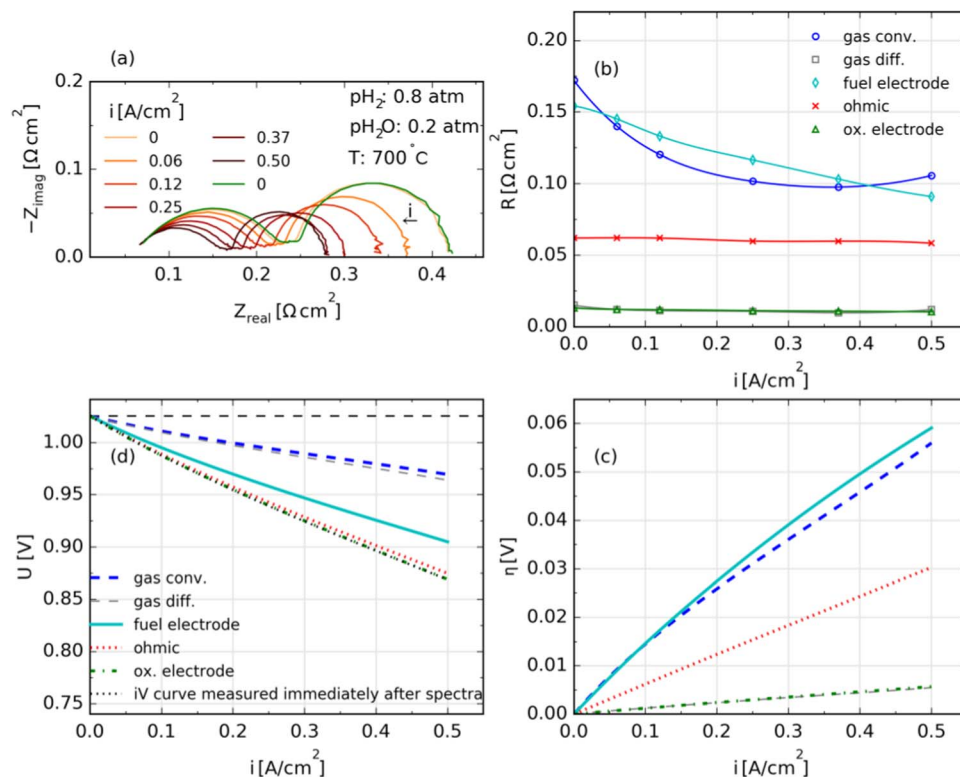 (a)
i [A/cm²]
0
0.06
0.12
0.25
0.37
0.50
0
pH₂: 0.8 atm
pH₂O: 0.2 atm
T: 700°C
i
−Z_imag [Ω cm²]
0.2
0.1
0.0
0.1 0.2 0.3 0.4
Z_real [Ω cm²]
(b)
gas conv.
gas diff.
fuel electrode
ohmic
ox. electrode
R [Ω cm²]
0.20
0.15
0.10
0.05
0.00
0.0 0.1 0.2 0.3 0.4 0.5
i [A/cm²]
(d)
U [V]
1.00
0.95
0.90
0.85
0.80
0.75
gas conv.
gas diff.
fuel electrode
ohmic
ox. electrode
iV curve measured immediately after spectra
0.0 0.1 0.2 0.3 0.4 0.5
i [A/cm²]
(c)
η [V]
0.06
0.05
0.04
0.03
0.02
0.01
0.00
0.0 0.1 0.2 0.3 0.4 0.5
i [A/cm²]